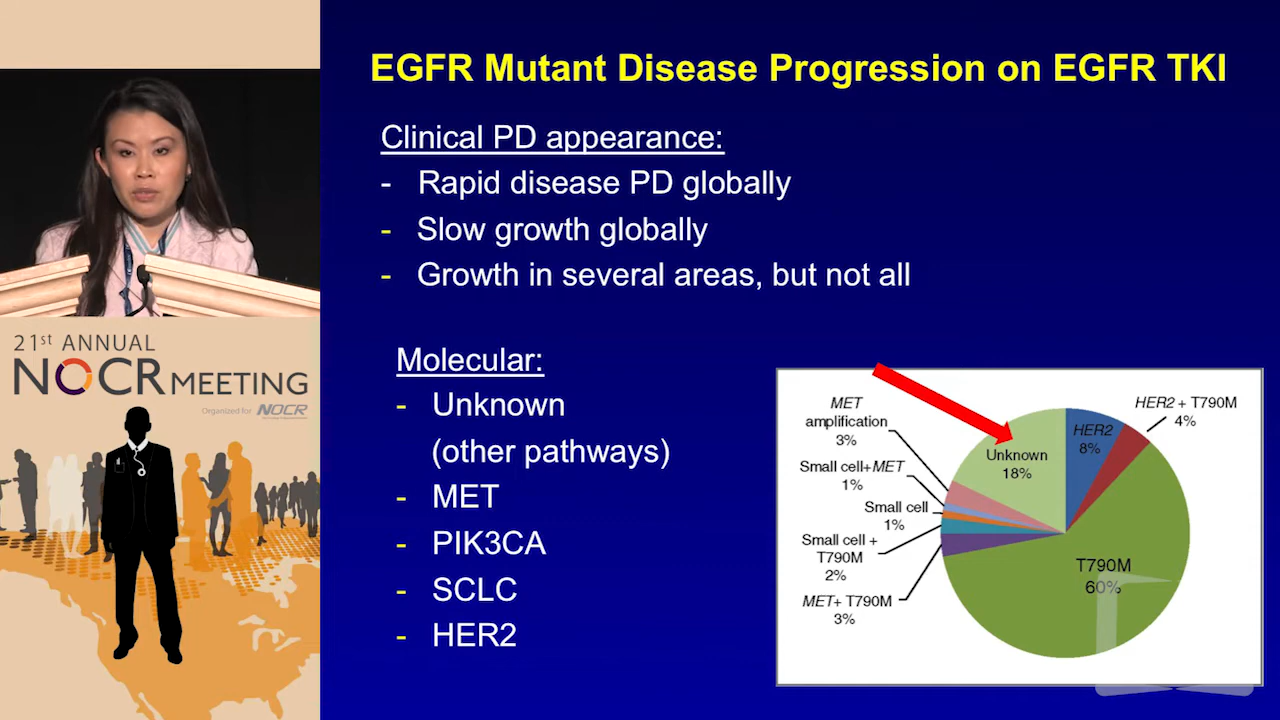 EGFR Mutant Disease Progression on EGFR TKI
Clinical PD appearance:
- Rapid disease PD globally
- Slow growth globally
- Growth in several areas, but not all
Molecular:
- Unknown
(other pathways)
- MET
- PIK3CA
- SCLC
- HER2
MET
amplification
3%
Small cell+MET
1%
Small cell
1%
Small cell +
T790M
2%
MET+ T790M
3%
Unknown
18%
HER2
8%
HER2 + T790M
4%
T790M
60%
21st ANNUAL
NOCR MEETING
Organized for NOCR